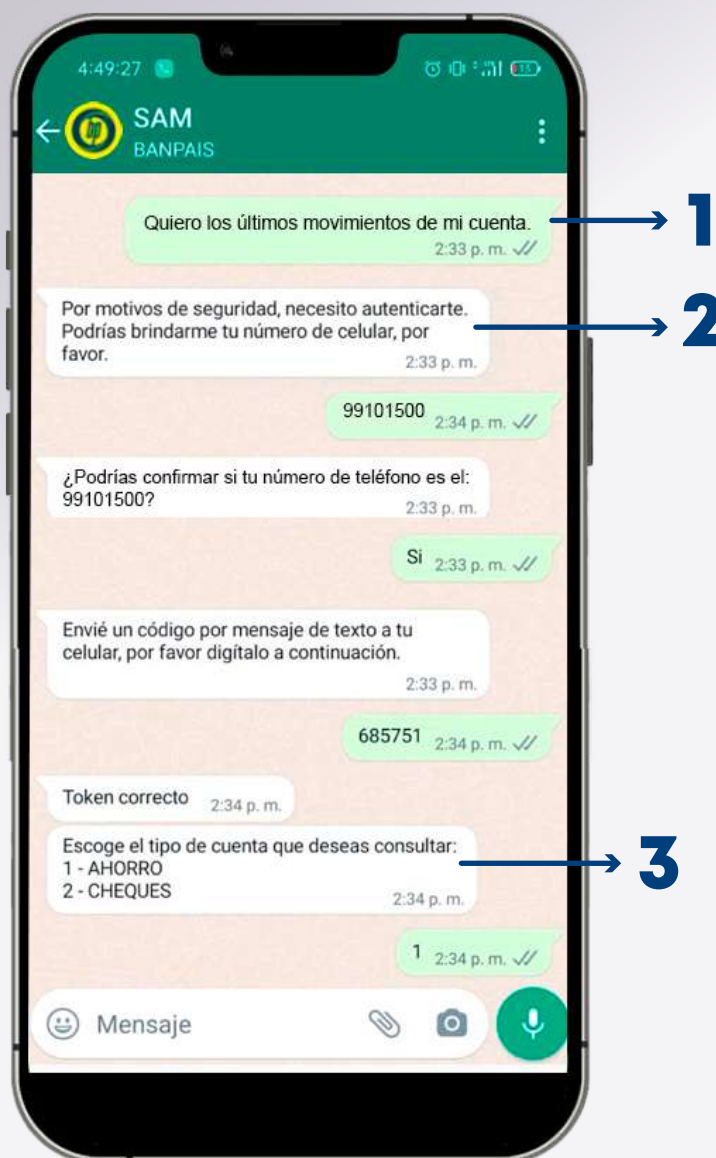 4:49:27
15
SAM
BANPAIS
Quiero los últimos movimientos de mi cuenta.
2:33 p. m.
1
Por motivos de seguridad, necesito autenticarte.
Podrías brindarme tu número de celular, por
favor.
2:33 p. m.
2
99101500
2:34 p. m.
¿Podrías confirmar si tu número de teléfono es el:
99101500?
2:33 p. m.
Si
2:33 p. m.
Envié un código por mensaje de texto a tu
celular, por favor digítalo a continuación.
2:33 p. m.
685751
2:34 p. m.
Token correcto
2:34 p. m.
Escoge el tipo de cuenta que deseas consultar:
1 - AHORRO
2 - CHEQUES
2:34 p. m.
3
1
2:34 p. m.
Mensaje